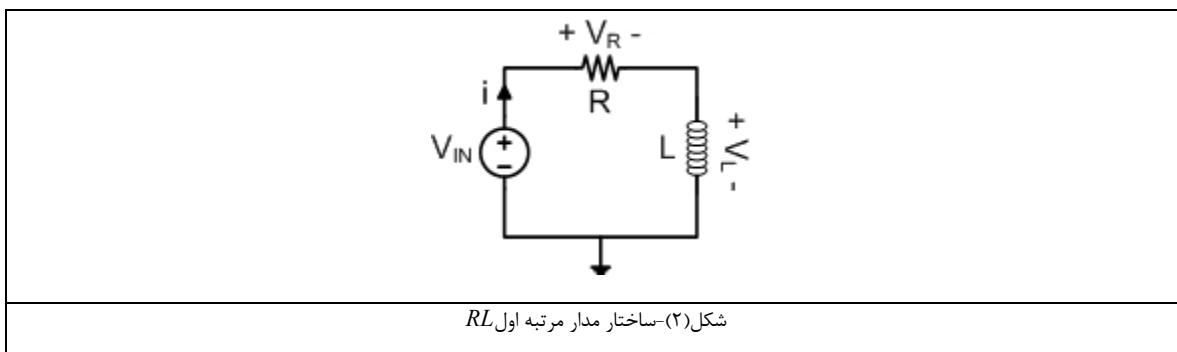 + V_R -
i
R
V_IN
+
-
L
+ V_L -
شکل(۲)-ساختار مدار مرتبه اول RL